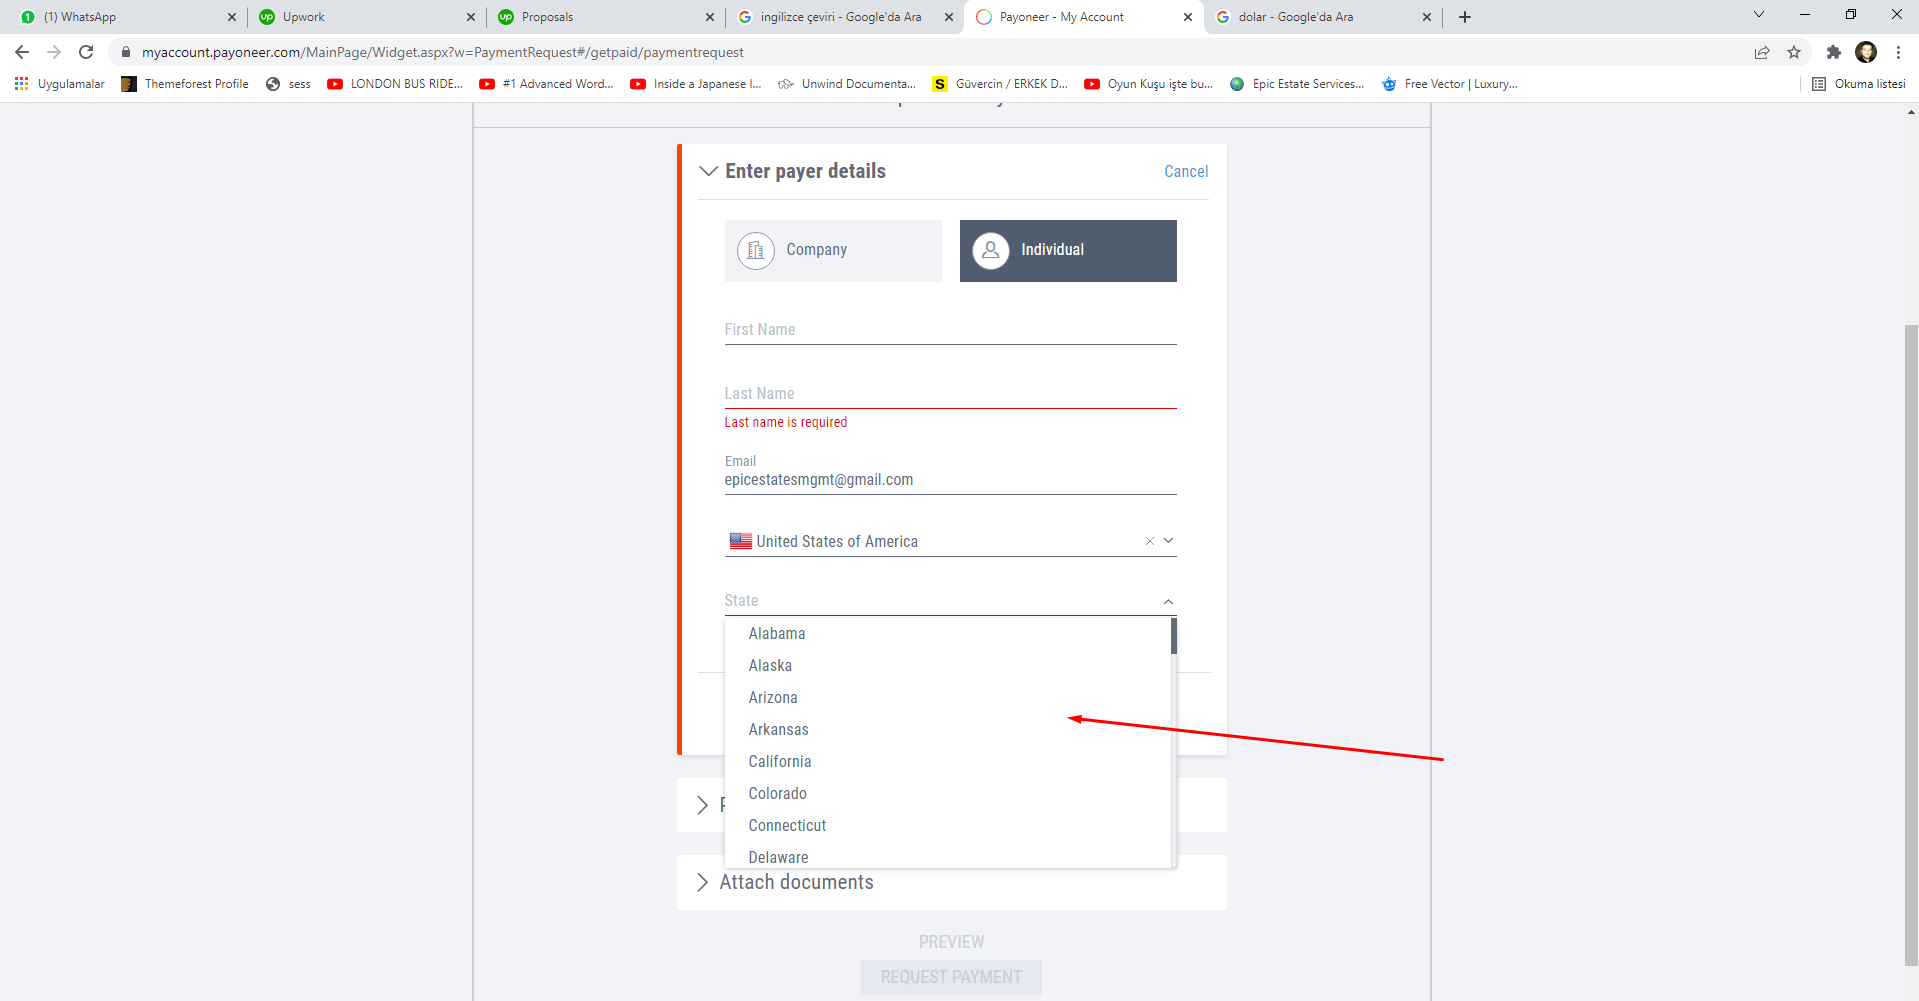 (1) WhatsApp
Upwork
Proposals
ingilizce çeviri - Google'da Ara
Payoneer - My Account
dolar - Google'da Ara
myaccount.payoneer.com/MainPage/Widget.aspx?w=PaymentRequest#/getpaid/paymentrequest
Uygulamalar
Themeforest Profile
sess
LONDON BUS RIDE...
#1 Advanced Word...
Inside a Japanese I...
Unwind Documenta...
Güvercin / ERKEK D...
Oyun Kuşu işte bu...
Epic Estate Services...
Free Vector | Luxury...
Okuma listesi
Enter payer details
Cancel
Company
Individual
First Name
Last Name
Last name is required
Email
epicestatesmgmt@gmail.com
United States of America
State
Alabama
Alaska
Arizona
Arkansas
California
Colorado
Connecticut
Delaware
Attach documents
PREVIEW
REQUEST PAYMENT